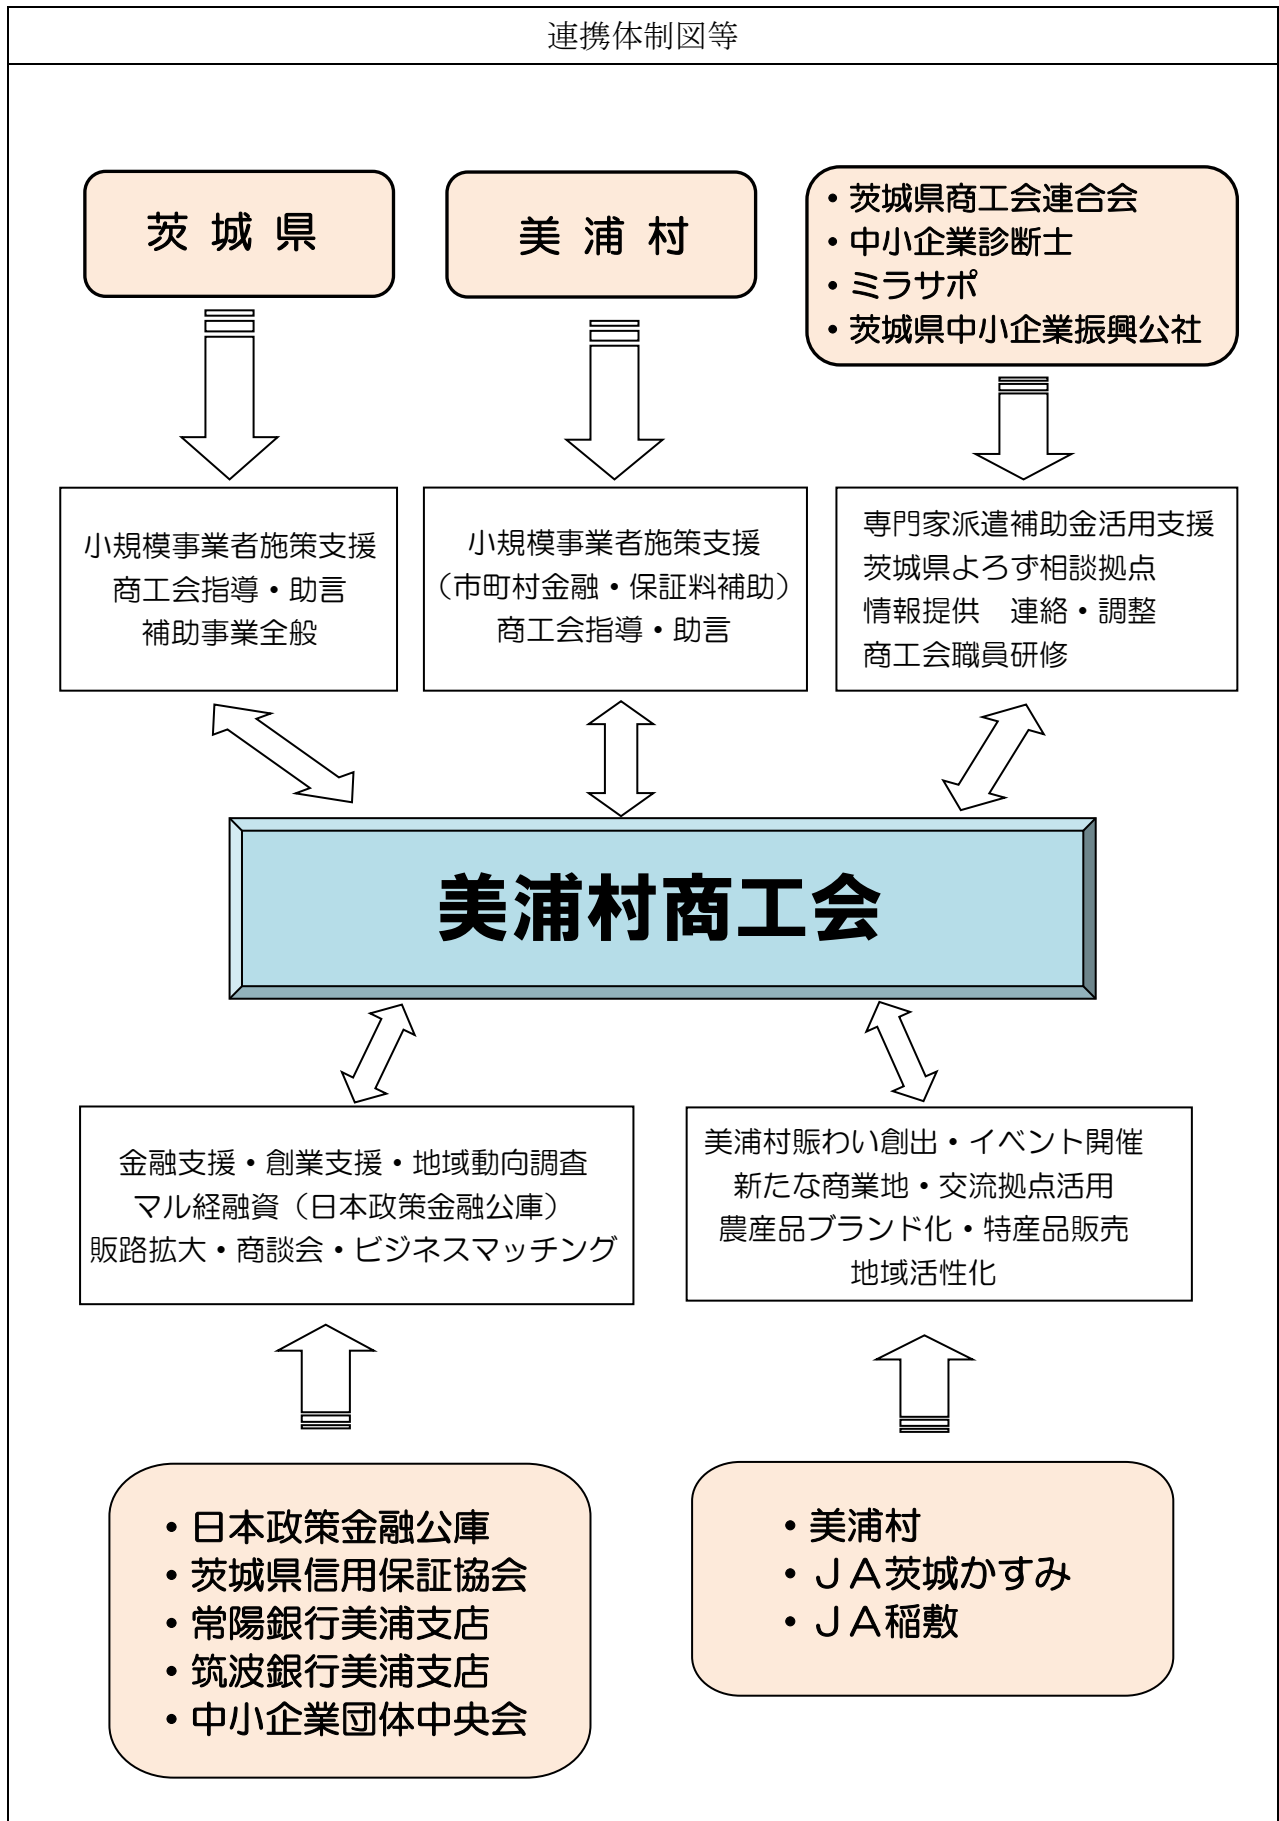 連携体制図等
茨 城 県
美 浦 村
・茨城県商工会連合会
・中小企業診断士
・ミラサポ
・茨城県中小企業振興公社
小規模事業者施策支援
商工会指導・助言
補助事業全般
小規模事業者施策支援
（市町村金融・保証料補助）
商工会指導・助言
専門家派遣補助金活用支援
茨城県よろず相談拠点
情報提供　連絡・調整
商工会職員研修
美浦村商工会
金融支援・創業支援・地域動向調査
マル経融資（日本政策金融公庫）
販路拡大・商談会・ビジネスマッチング
美浦村賑わい創出・イベント開催
新たな商業地・交流拠点活用
農産品ブランド化・特産品販売
地域活性化
・日本政策金融公庫
・茨城県信用保証協会
・常陽銀行美浦支店
・筑波銀行美浦支店
・中小企業団体中央会
・美浦村
・ＪＡ茨城かすみ
・ＪＡ稲敷